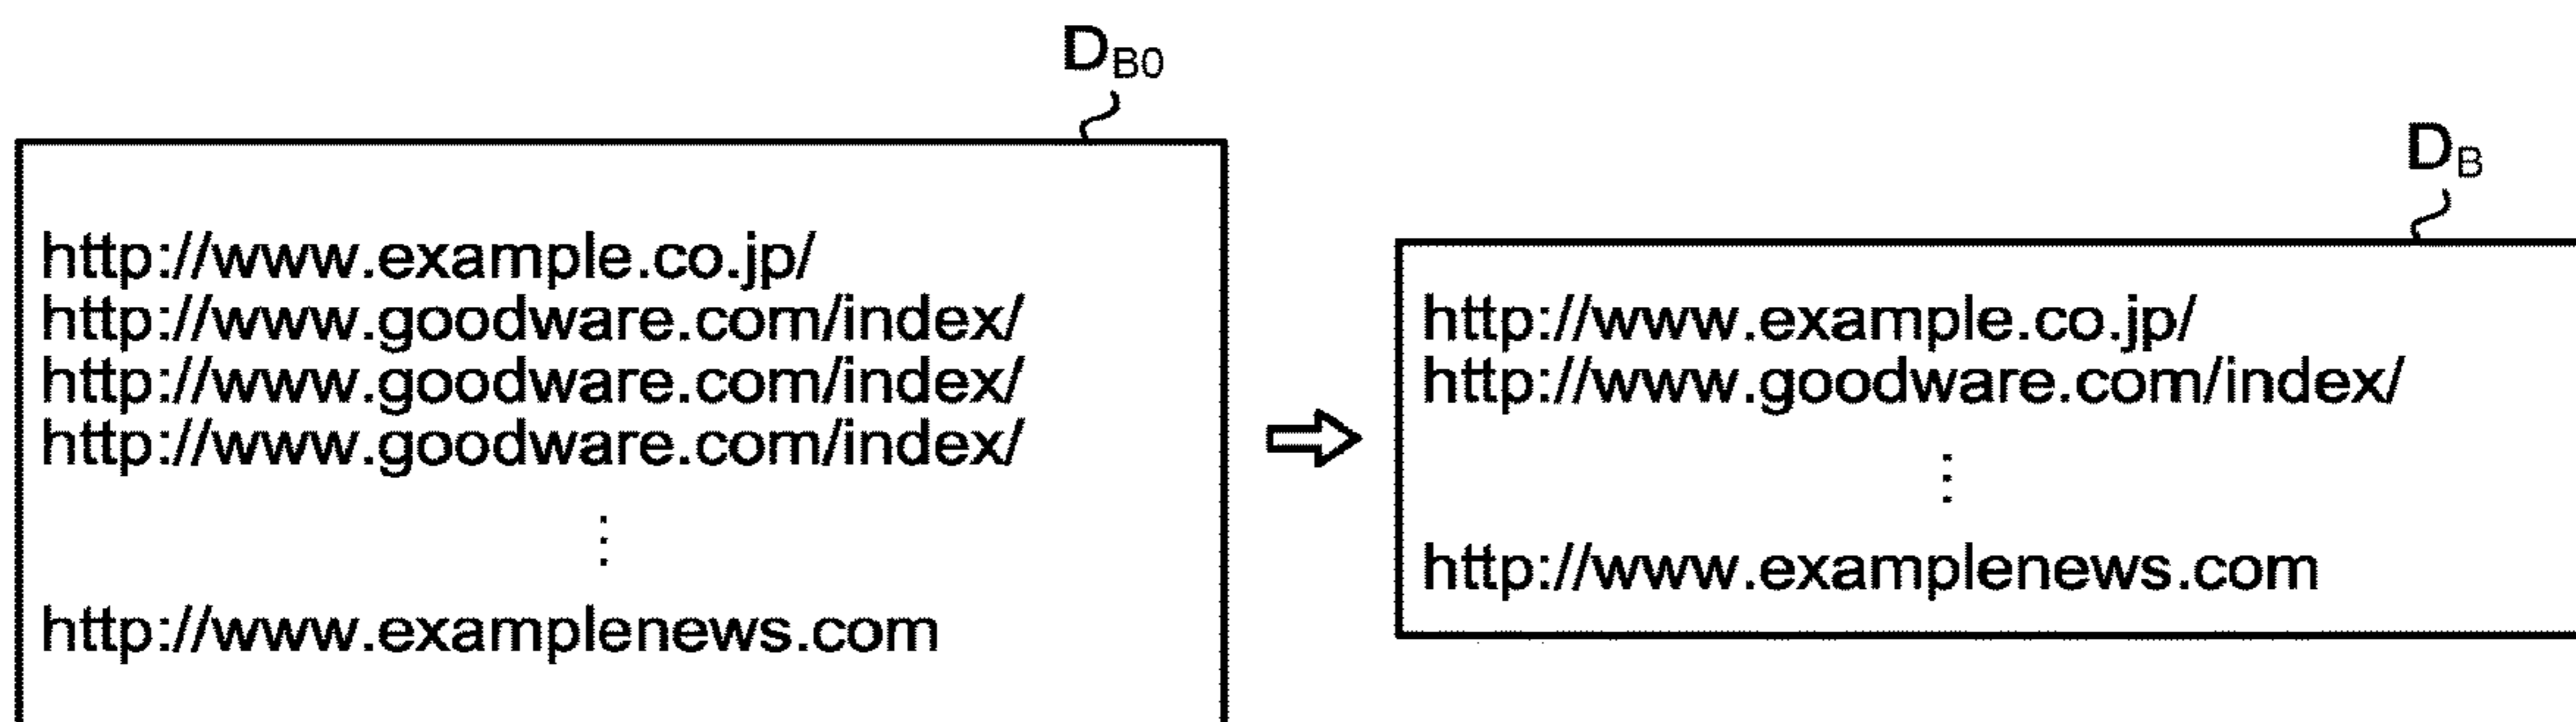 D_B0
http://www.example.co.jp/
http://www.goodware.com/index/
http://www.goodware.com/index/
http://www.goodware.com/index/
⋮
http://www.examplenews.com
D_B
http://www.example.co.jp/
http://www.goodware.com/index/
⋮
http://www.examplenews.com